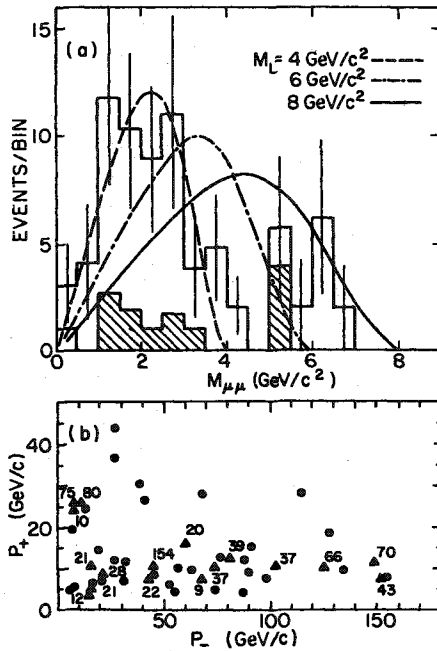 (a)
M_L = 4 GeV/c²
6 GeV/c²
8 GeV/c²
EVENTS/BIN
15
10
5
0
0 2 4 6 8
M_μμ (GeV/c²)
(b)
P₊ (GeV/c)
40
20
0
75 80
10
20
21
28
154
39
37
66
70
12
21
22
9
37
43
0 50 100 150
P₋ (GeV/c)